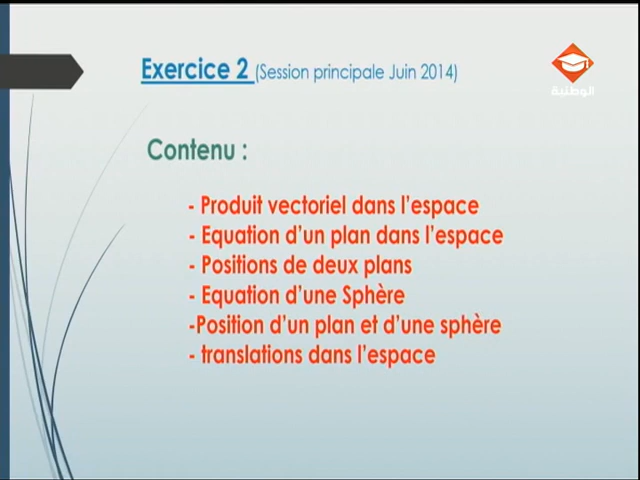 Exercice 2 (Session principale Juin 2014)
الوطنية
Contenu :
- Produit vectoriel dans l'espace
- Equation d'un plan dans l'espace
- Positions de deux plans
- Equation d'une Sphère
-Position d'un plan et d'une sphère
- translations dans l'espace